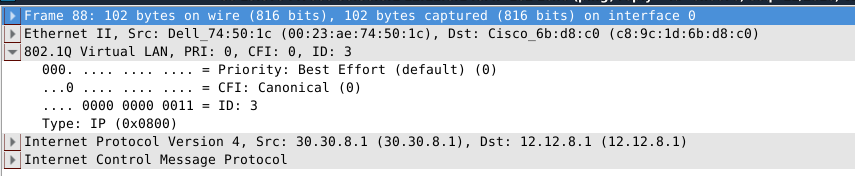 Frame 88: 102 bytes on wire (816 bits), 102 bytes captured (816 bits) on interface 0
Ethernet II, Src: Dell_74:50:1c (00:23:ae:74:50:1c), Dst: Cisco_6b:d8:c0 (c8:9c:1d:6b:d8:c0)
802.1Q Virtual LAN, PRI: 0, CFI: 0, ID: 3
000. .... .... .... = Priority: Best Effort (default) (0)
...0 .... .... .... = CFI: Canonical (0)
.... 0000 0000 0011 = ID: 3
Type: IP (0x0800)
Internet Protocol Version 4, Src: 30.30.8.1 (30.30.8.1), Dst: 12.12.8.1 (12.12.8.1)
Internet Control Message Protocol